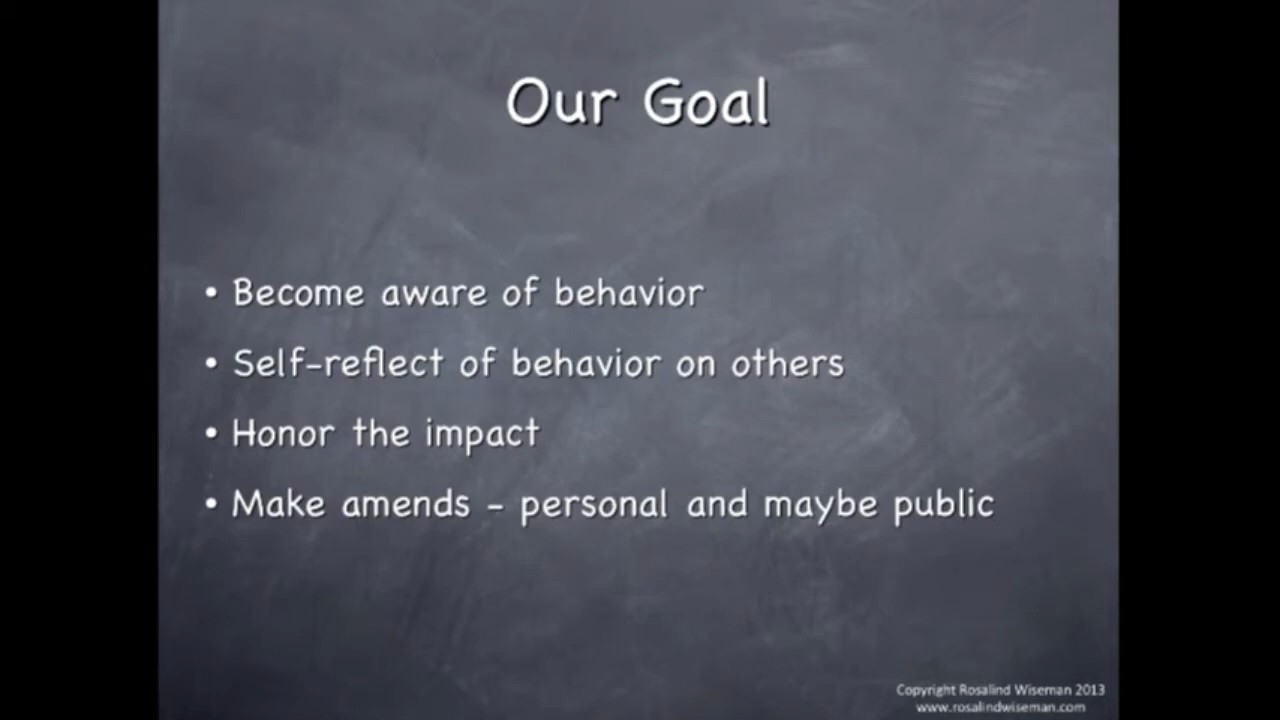 Our Goal
• Become aware of behavior
• Self-reflect of behavior on others
• Honor the impact
• Make amends - personal and maybe public
Copyright Rosalind Wiseman 2013
www.rosalindwiseman.com